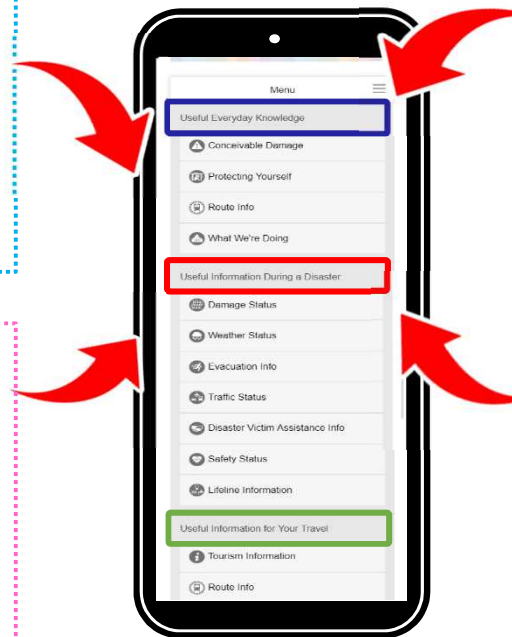 Menu
Useful Everyday Knowledge
Conceivable Damage
Protecting Yourself
Route Info
What We're Doing
Useful Information During a Disaster
Damage Status
Weather Status
Evacuation Info
Traffic Status
Disaster Victim Assistance Info
Safety Status
Lifeline Information
Useful Information for Your Travel
Tourism Information
Route Info